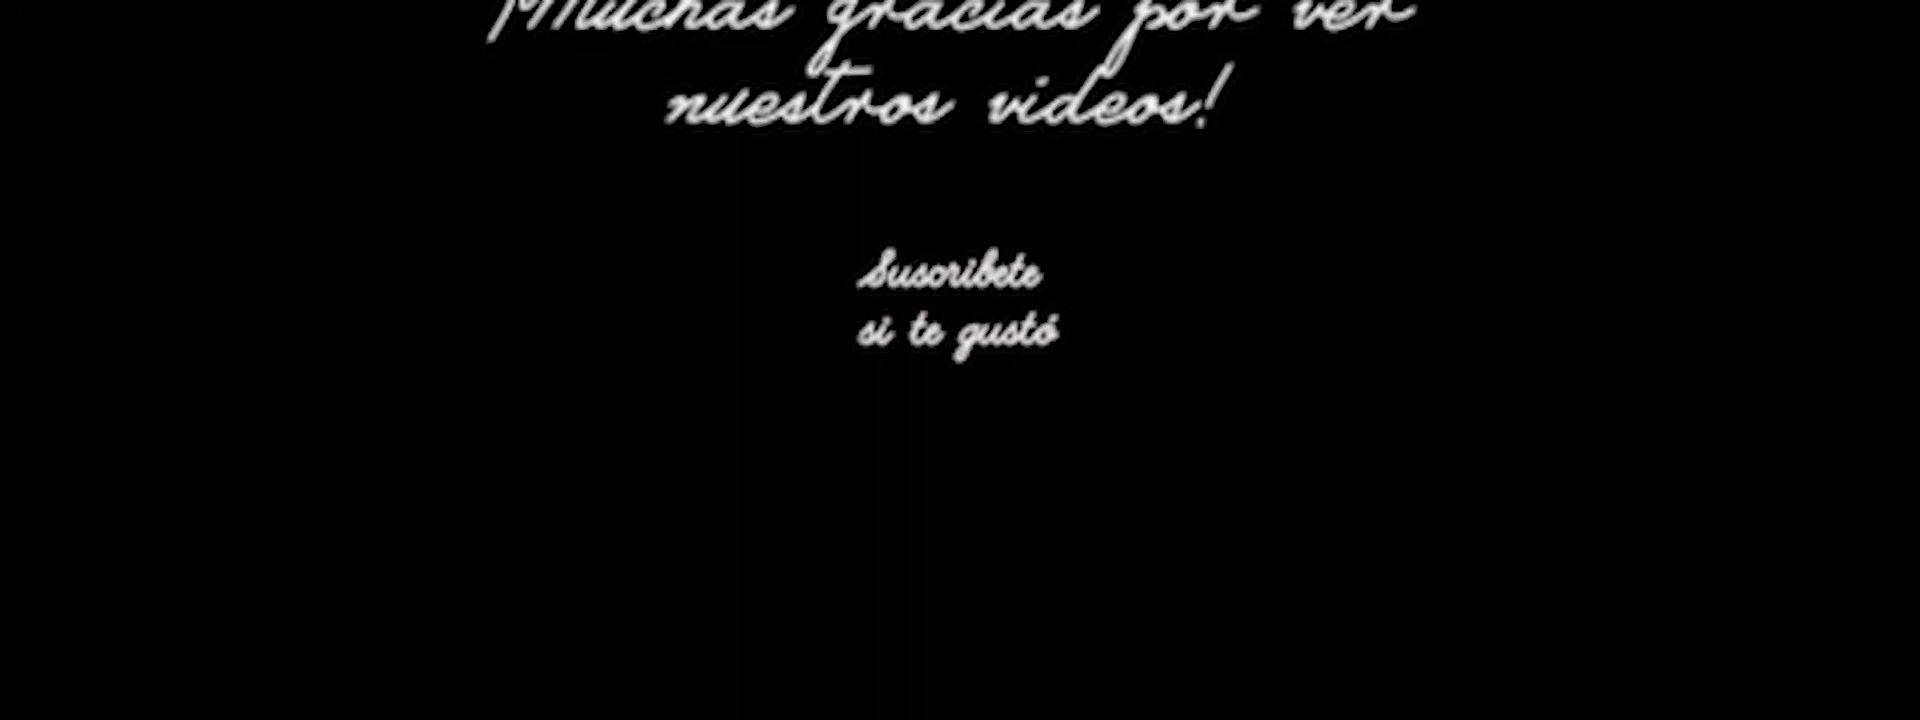 Muchas gracias por ver
nuestros videos!
Suscribete
si te gustó